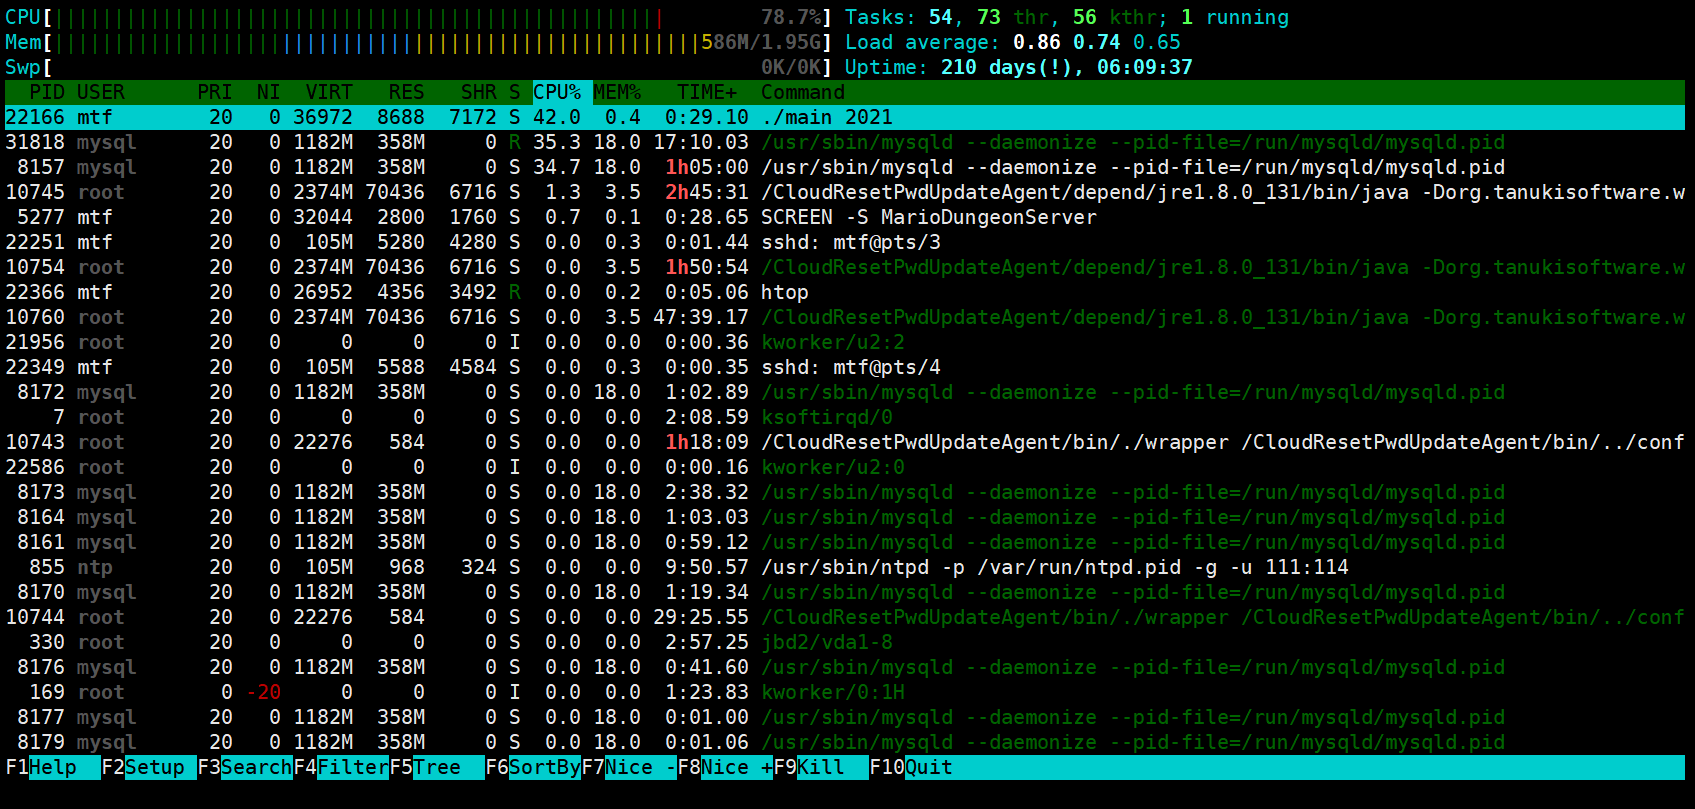 CPU[||||||||||||||||||||||||||||||||||||||||||||||||||| 78.7%] Tasks: 54, 73 thr, 56 kthr; 1 running
Mem[||||||||||||||||||||||||||||||||||||||||||||||||||||||586M/1.95G] Load average: 0.86 0.74 0.65
Swp[ 0K/0K] Uptime: 210 days(!), 06:09:37
PID USER PRI NI VIRT RES SHR S CPU% MEM% TIME+ Command
22166 mtf 20 0 36972 8688 7172 S 42.0 0.4 0:29.10 ./main 2021
31818 mysql 20 0 1182M 358M 0 R 35.3 18.0 17:10.03 /usr/sbin/mysqld --daemonize --pid-file=/run/mysqld/mysqld.pid
8157 mysql 20 0 1182M 358M 0 S 34.7 18.0 1h05:00 /usr/sbin/mysqld --daemonize --pid-file=/run/mysqld/mysqld.pid
10745 root 20 0 2374M 70436 6716 S 1.3 3.5 2h45:31 /CloudResetPwdUpdateAgent/depend/jre1.8.0_131/bin/java -Dorg.tanukisoftware.w
5277 mtf 20 0 32044 2800 1760 S 0.7 0.1 0:28.65 SCREEN -S MarioDungeonServer
22251 mtf 20 0 105M 5280 4280 S 0.0 0.3 0:01.44 sshd: mtf@pts/3
10754 root 20 0 2374M 70436 6716 S 0.0 3.5 1h50:54 /CloudResetPwdUpdateAgent/depend/jre1.8.0_131/bin/java -Dorg.tanukisoftware.w
22366 mtf 20 0 26952 4356 3492 R 0.0 0.2 0:05.06 htop
10760 root 20 0 2374M 70436 6716 S 0.0 3.5 47:39.17 /CloudResetPwdUpdateAgent/depend/jre1.8.0_131/bin/java -Dorg.tanukisoftware.w
21956 root 20 0 0 0 0 I 0.0 0.0 0:00.36 kworker/u2:2
22349 mtf 20 0 105M 5588 4584 S 0.0 0.3 0:00.35 sshd: mtf@pts/4
8172 mysql 20 0 1182M 358M 0 S 0.0 18.0 1:02.89 /usr/sbin/mysqld --daemonize --pid-file=/run/mysqld/mysqld.pid
7 root 20 0 0 0 0 S 0.0 0.0 2:08.59 ksoftirqd/0
10743 root 20 0 22276 584 0 S 0.0 0.0 1h18:09 /CloudResetPwdUpdateAgent/bin/./wrapper /CloudResetPwdUpdateAgent/bin/../conf
22586 root 20 0 0 0 0 I 0.0 0.0 0:00.16 kworker/u2:0
8173 mysql 20 0 1182M 358M 0 S 0.0 18.0 2:38.32 /usr/sbin/mysqld --daemonize --pid-file=/run/mysqld/mysqld.pid
8164 mysql 20 0 1182M 358M 0 S 0.0 18.0 1:03.03 /usr/sbin/mysqld --daemonize --pid-file=/run/mysqld/mysqld.pid
8161 mysql 20 0 1182M 358M 0 S 0.0 18.0 0:59.12 /usr/sbin/mysqld --daemonize --pid-file=/run/mysqld/mysqld.pid
855 ntp 20 0 105M 968 324 S 0.0 0.0 9:50.57 /usr/sbin/ntpd -p /var/run/ntpd.pid -g -u 111:114
8170 mysql 20 0 1182M 358M 0 S 0.0 18.0 1:19.34 /usr/sbin/mysqld --daemonize --pid-file=/run/mysqld/mysqld.pid
10744 root 20 0 22276 584 0 S 0.0 0.0 29:25.55 /CloudResetPwdUpdateAgent/bin/./wrapper /CloudResetPwdUpdateAgent/bin/../conf
330 root 20 0 0 0 0 S 0.0 0.0 2:57.25 jbd2/vda1-8
8176 mysql 20 0 1182M 358M 0 S 0.0 18.0 0:41.60 /usr/sbin/mysqld --daemonize --pid-file=/run/mysqld/mysqld.pid
169 root 0 -20 0 0 0 I 0.0 0.0 1:23.83 kworker/0:1H
8177 mysql 20 0 1182M 358M 0 S 0.0 18.0 0:01.00 /usr/sbin/mysqld --daemonize --pid-file=/run/mysqld/mysqld.pid
8179 mysql 20 0 1182M 358M 0 S 0.0 18.0 0:01.06 /usr/sbin/mysqld --daemonize --pid-file=/run/mysqld/mysqld.pid
F1Help F2Setup F3SearchF4FilterF5Tree F6SortByF7Nice -F8Nice +F9Kill F10Quit